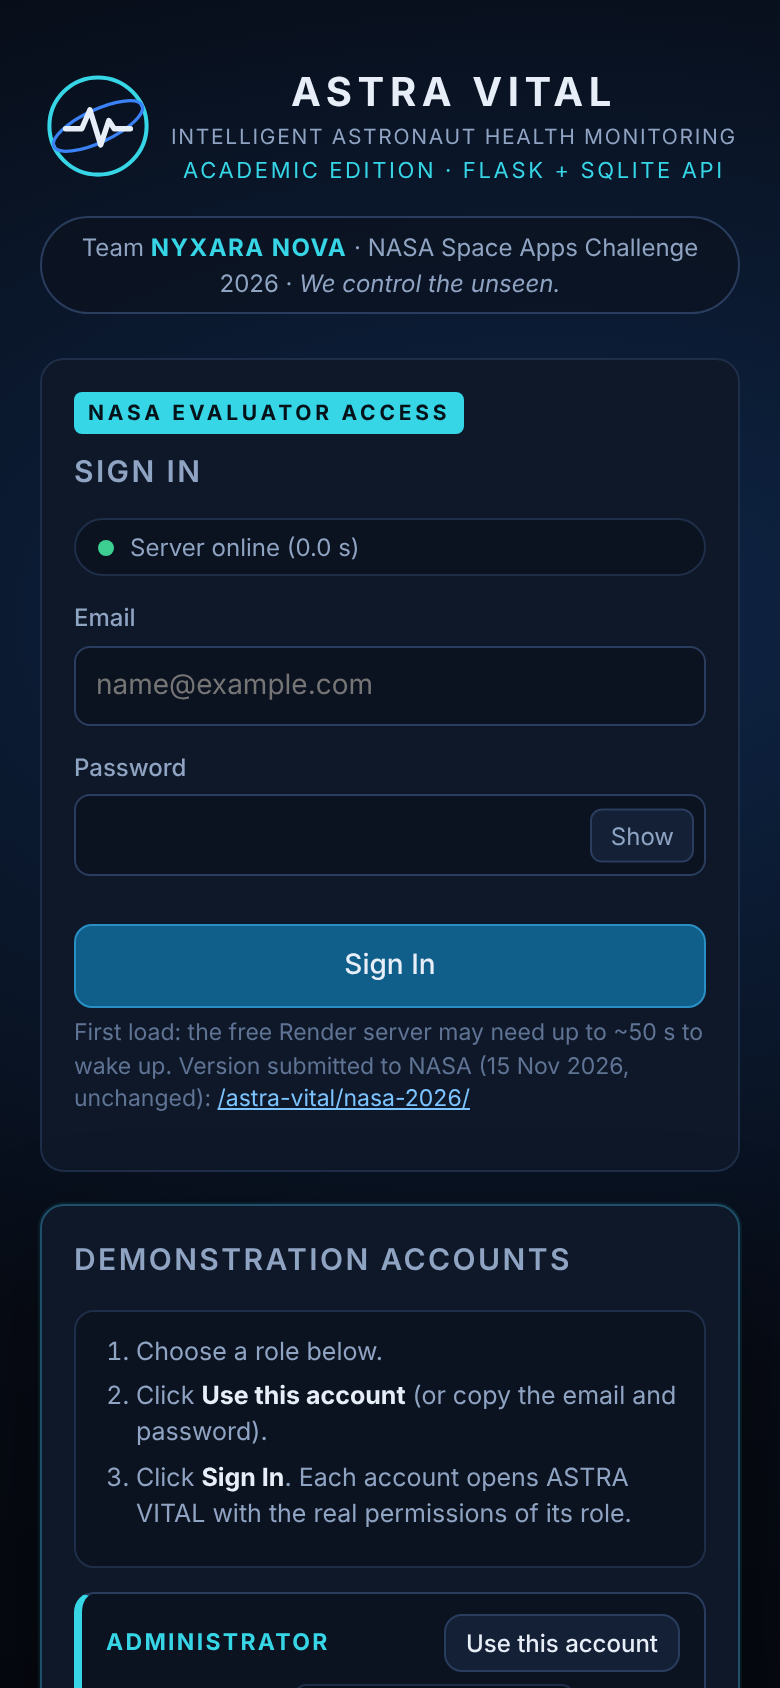 ASTRA VITAL
INTELLIGENT ASTRONAUT HEALTH MONITORING
ACADEMIC EDITION · FLASK + SQLITE API
Team NYXARA NOVA · NASA Space Apps Challenge
2026 · We control the unseen.
NASA EVALUATOR ACCESS
SIGN IN
Server online (0.0 s)
Email
name@example.com
Password
Show
Sign In
First load: the free Render server may need up to ~50 s to
wake up. Version submitted to NASA (15 Nov 2026,
unchanged): /astra-vital/nasa-2026/
DEMONSTRATION ACCOUNTS
1. Choose a role below.
2. Click Use this account (or copy the email and
password).
3. Click Sign In. Each account opens ASTRA
VITAL with the real permissions of its role.
ADMINISTRATOR
Use this account